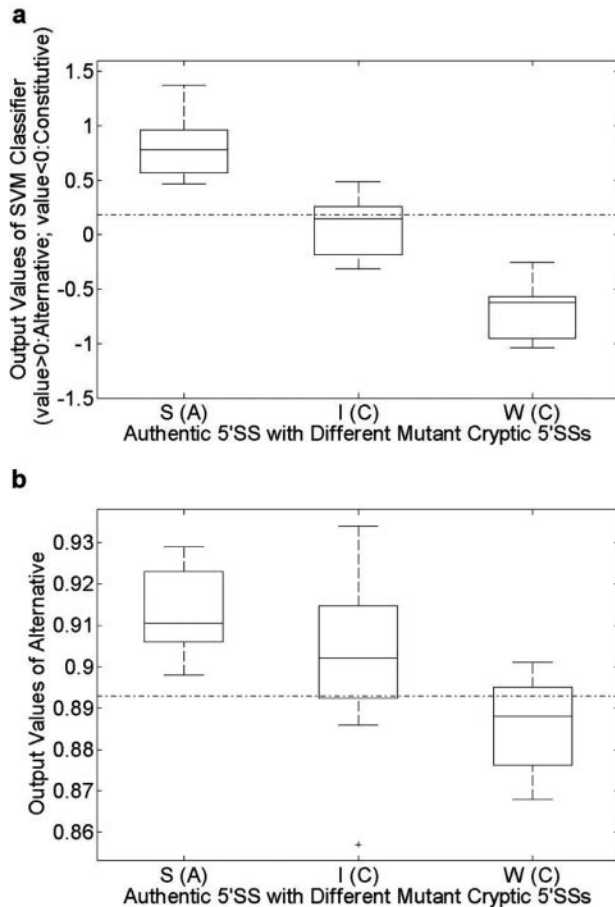 a
Output Values of SVM Classifier
(value>0:Alternative; value<0:Constitutive)
1.5
1
0.5
0
-0.5
-1
-1.5
S (A) I (C) W (C)
Authentic 5'SS with Different Mutant Cryptic 5'SSs
b
Output Values of Alternative
0.93
0.92
0.91
0.9
0.89
0.88
0.87
0.86
S (A) I (C) W (C)
Authentic 5'SS with Different Mutant Cryptic 5'SSs